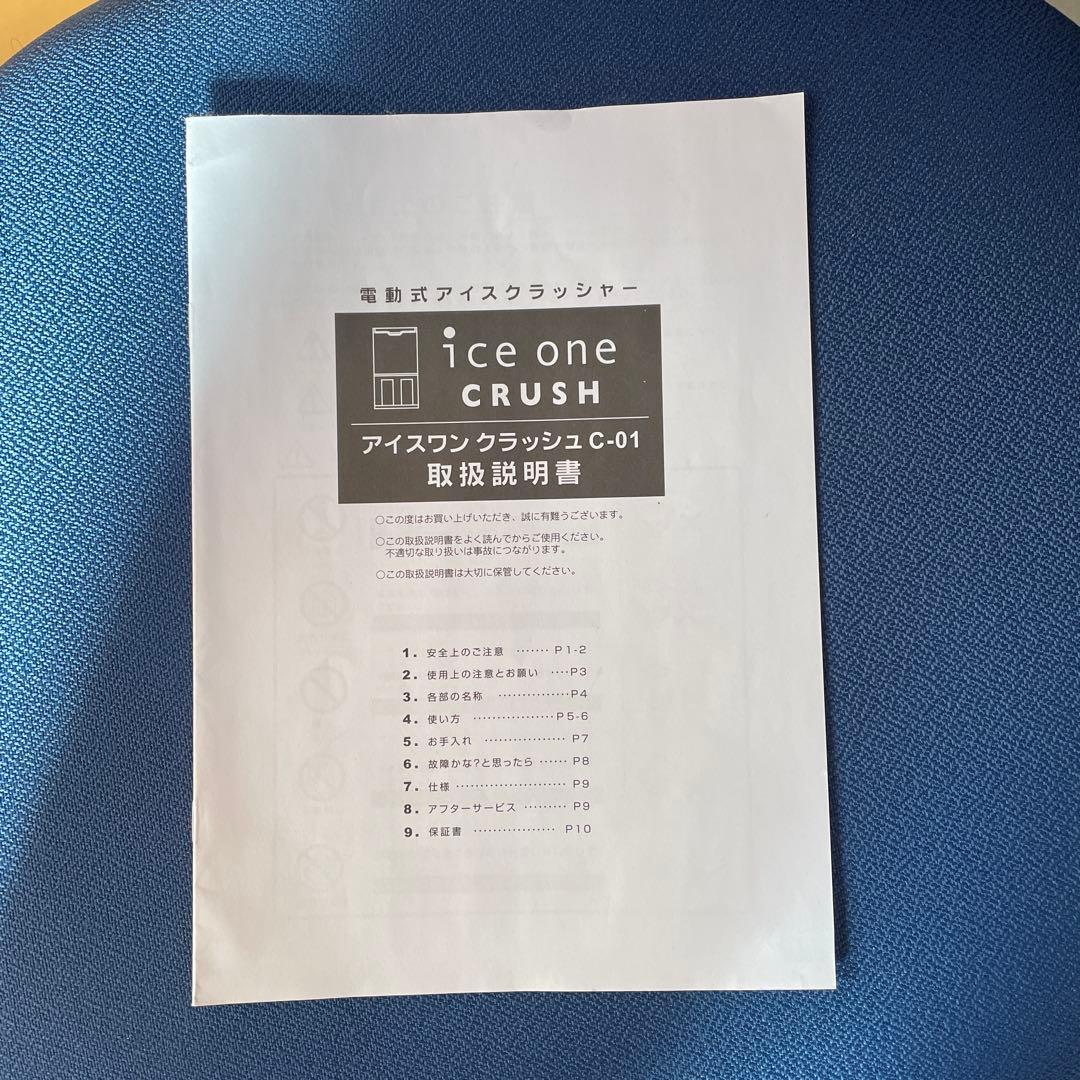 電動式アイスクラッシャー
ice one
CRUSH
アイスワン クラッシュ C-01
取扱説明書
○この度はお買い上げいただき、誠に有難うございます。
○この取扱説明書をよく読んでからご使用ください。
不適切な取り扱いは事故につながります。
○この取扱説明書は大切に保管してください。
1. 安全上のご注意 ······· P1-2
2. 使用上の注意とお願い ····P3
3. 各部の名称 ···············P4
4. 使い方 ·················P5-6
5. お手入れ ················· P7
6. 故障かな?と思ったら ······ P8
7. 仕様 ······················· P9
8. アフターサービス ········· P9
9. 保証書 ················· P10